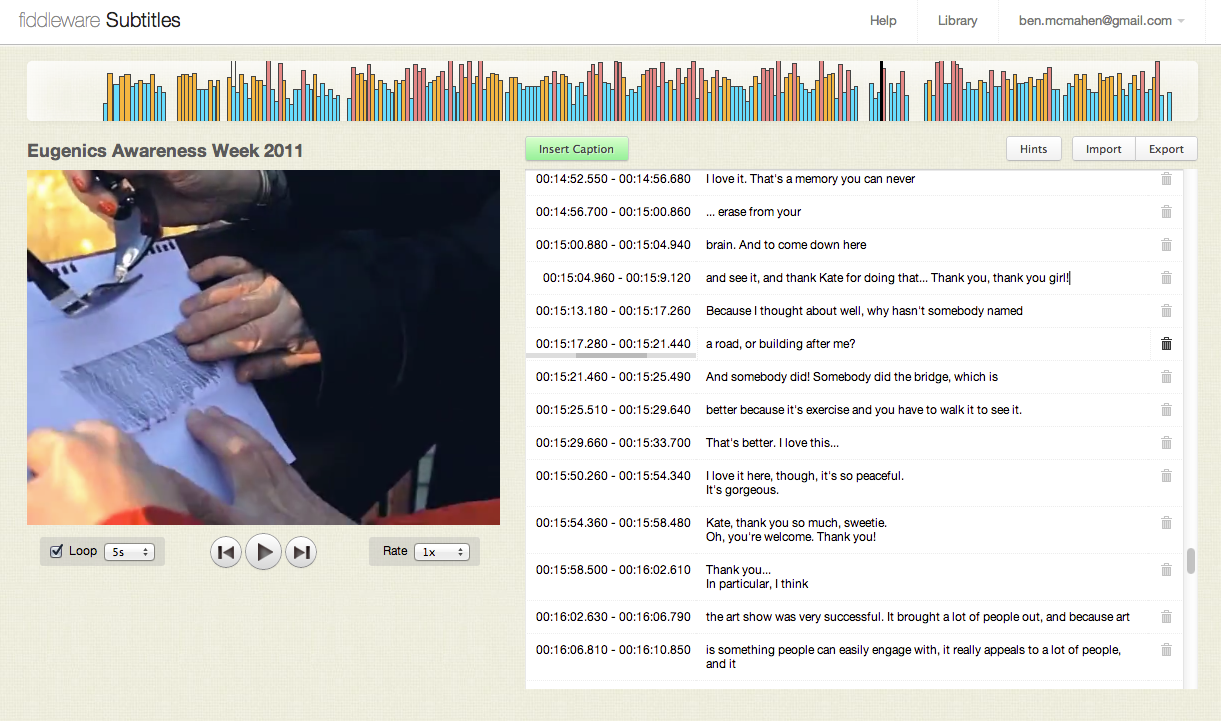 fiddleware Subtitles
Help
Library
ben.mcmahen@gmail.com
Eugenics Awareness Week 2011
Insert Caption
Hints
Import
Export
00:14:52.550 - 00:14:56.680 I love it. That's a memory you can never
00:14:56.700 - 00:15:00.860 ... erase from your
00:15:00.880 - 00:15:04.940 brain. And to come down here
00:15:04.960 - 00:15:9.120 and see it, and thank Kate for doing that... Thank you, thank you girl!
00:15:13.180 - 00:15:17.260 Because I thought about well, why hasn't somebody named
00:15:17.280 - 00:15:21.440 a road, or building after me?
00:15:21.460 - 00:15:25.490 And somebody did! Somebody did the bridge, which is
00:15:25.510 - 00:15:29.640 better because it's exercise and you have to walk it to see it.
00:15:29.660 - 00:15:33.700 That's better. I love this...
00:15:50.260 - 00:15:54.340 I love it here, though, it's so peaceful.
It's gorgeous.
00:15:54.360 - 00:15:58.480 Kate, thank you so much, sweetie.
Oh, you're welcome. Thank you!
00:15:58.500 - 00:16:02.610 Thank you...
In particular, I think
00:16:02.630 - 00:16:06.790 the art show was very successful. It brought a lot of people out, and because art
00:16:06.810 - 00:16:10.850 is something people can easily engage with, it really appeals to a lot of people,
and it
Loop 5s
Rate 1x